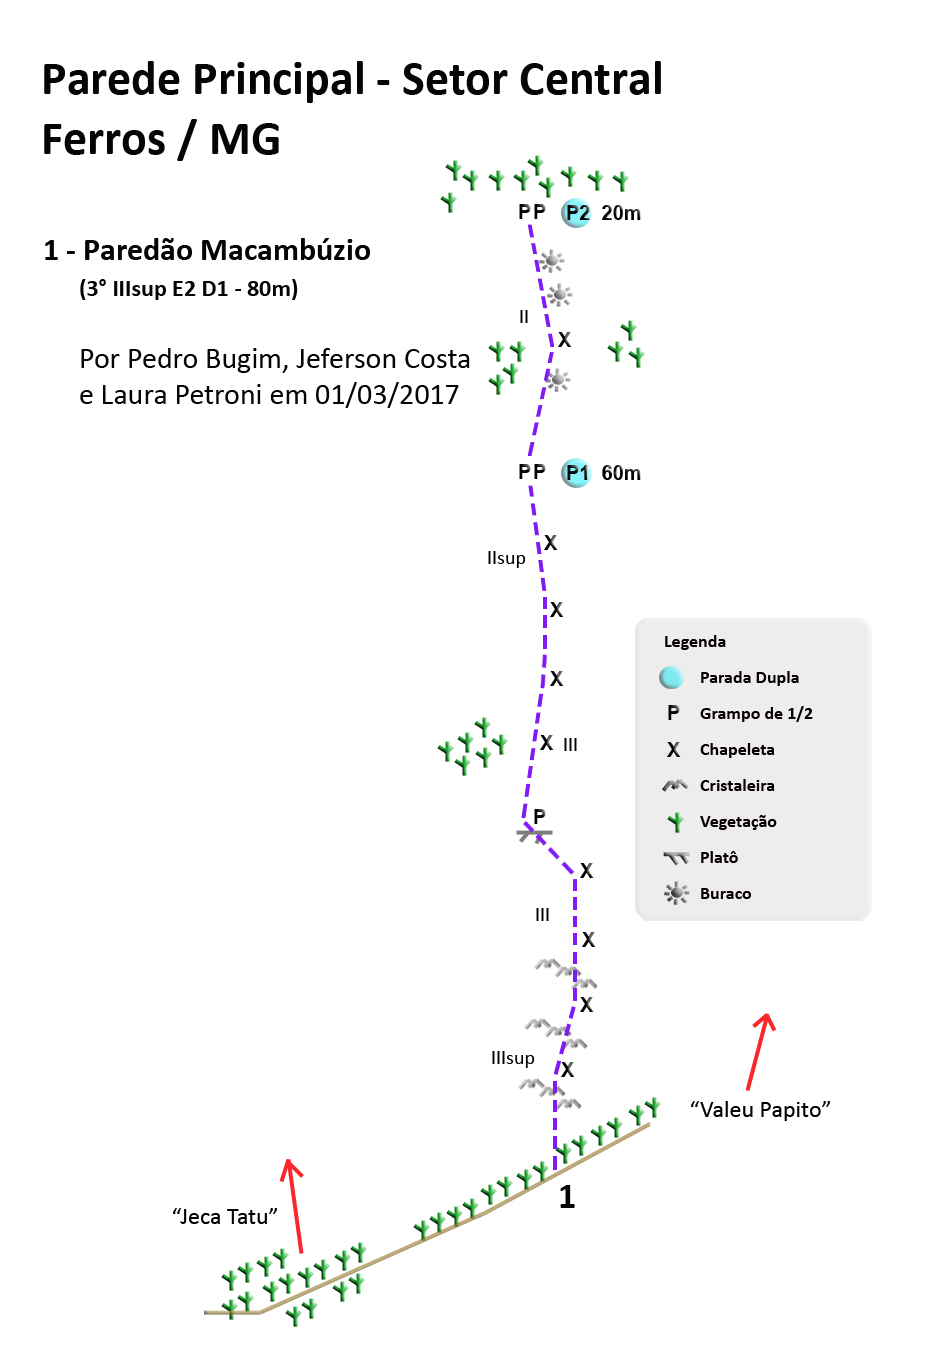 Parede Principal - Setor Central
Ferros / MG
PP P2 20m
1 - Paredão Macambúzio
(3° IIIsup E2 D1 - 80m)
II
X
Por Pedro Bugim, Jeferson Costa
e Laura Petroni em 01/03/2017
PP P1 60m
X
IIsup
X
X
X III
P
X
III
X
X
IIIsup
X
Legenda
Parada Dupla
P Grampo de 1/2
X Chapeleta
Cristaleira
Vegetação
Platô
Buraco
“Valeu Papito”
1
“Jeca Tatu”